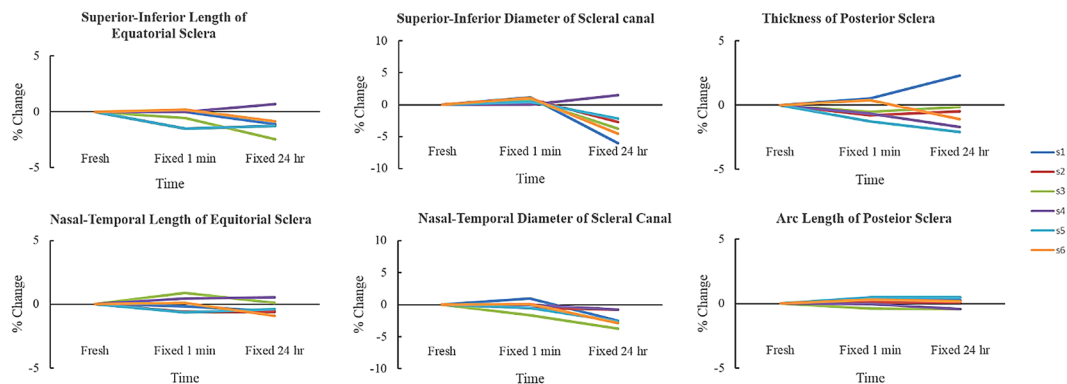 Superior-Inferior Length of
Equatorial Sclera
5
0
-5
% Change
Fresh
Fixed 1 min
Fixed 24 hr
Time
Superior-Inferior Diameter of Scleral canal
10
5
0
-5
-10
% Change
Fresh
Fixed 1 min
Fixed 24 hr
Time
Thickness of Posterior Sclera
5
0
-5
% Change
Fresh
Fixed 1 min
Fixed 24 hr
Time
s1
s2
s3
s4
s5
s6
Nasal-Temporal Length of Equitorial Sclera
5
0
-5
% Change
Fresh
Fixed 1 min
Fixed 24 hr
Time
Nasal-Temporal Diameter of Scleral Canal
10
5
0
-5
-10
% Change
Fresh
Fixed 1 min
Fixed 24 hr
Time
Arc Length of Posteior Sclera
5
0
-5
% Change
Fresh
Fixed 1 min
Fixed 24 hr
Time